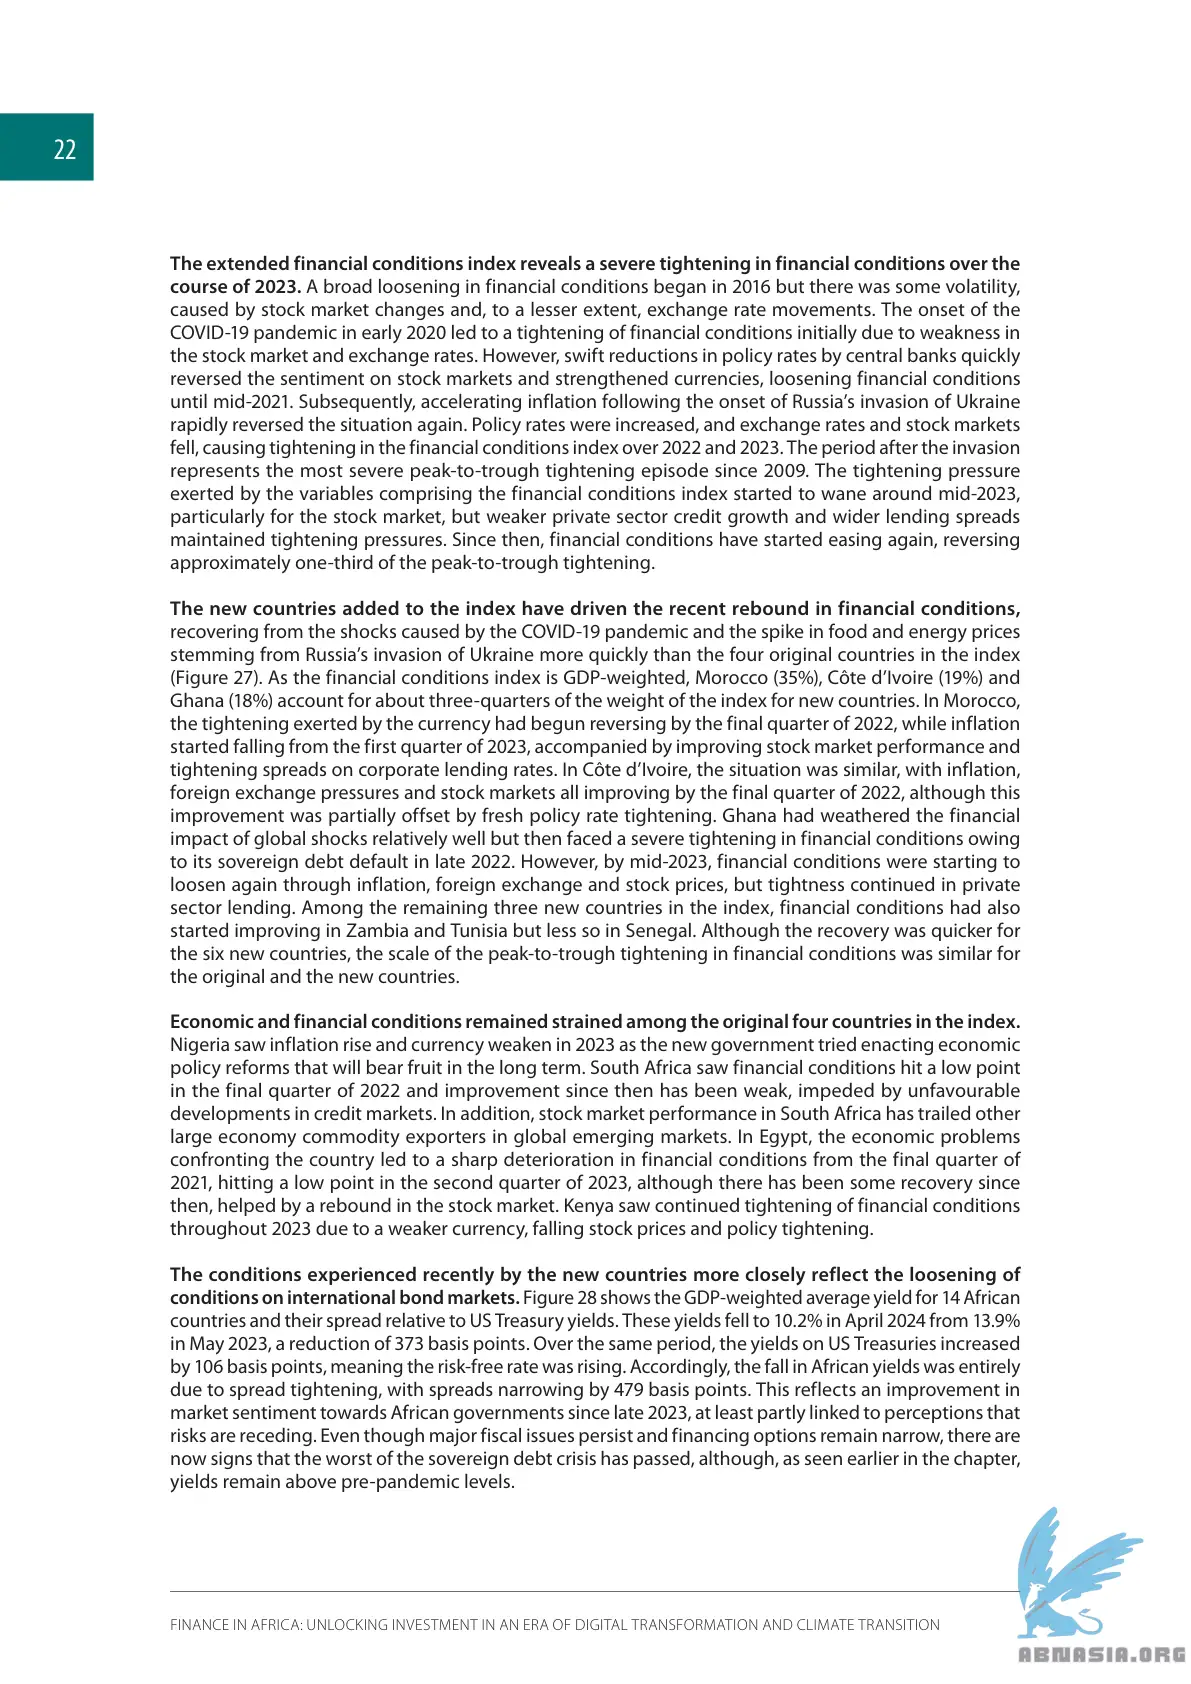 22
The extended financial conditions index reveals a severe tightening in financial conditions over the
course of 2023. A broad loosening in financial conditions began in 2016 but there was some volatility,
caused by stock market changes and, to a lesser extent, exchange rate movements. The onset of the
COVID-19 pandemic in early 2020 led to a tightening of financial conditions initially due to weakness in
the stock market and exchange rates. However, swift reductions in policy rates by central banks quickly
reversed the sentiment on stock markets and strengthened currencies, loosening financial conditions
until mid-2021. Subsequently, accelerating inflation following the onset of Russia’s invasion of Ukraine
rapidly reversed the situation again. Policy rates were increased, and exchange rates and stock markets
fell, causing tightening in the financial conditions index over 2022 and 2023. The period after the invasion
represents the most severe peak-to-trough tightening episode since 2009. The tightening pressure
exerted by the variables comprising the financial conditions index started to wane around mid-2023,
particularly for the stock market, but weaker private sector credit growth and wider lending spreads
maintained tightening pressures. Since then, financial conditions have started easing again, reversing
approximately one-third of the peak-to-trough tightening.
The new countries added to the index have driven the recent rebound in financial conditions,
recovering from the shocks caused by the COVID-19 pandemic and the spike in food and energy prices
stemming from Russia’s invasion of Ukraine more quickly than the four original countries in the index
(Figure 27). As the financial conditions index is GDP-weighted, Morocco (35%), Côte d’Ivoire (19%) and
Ghana (18%) account for about three-quarters of the weight of the index for new countries. In Morocco,
the tightening exerted by the currency had begun reversing by the final quarter of 2022, while inflation
started falling from the first quarter of 2023, accompanied by improving stock market performance and
tightening spreads on corporate lending rates. In Côte d’Ivoire, the situation was similar, with inflation,
foreign exchange pressures and stock markets all improving by the final quarter of 2022, although this
improvement was partially offset by fresh policy rate tightening. Ghana had weathered the financial
impact of global shocks relatively well but then faced a severe tightening in financial conditions owing
to its sovereign debt default in late 2022. However, by mid-2023, financial conditions were starting to
loosen again through inflation, foreign exchange and stock prices, but tightness continued in private
sector lending. Among the remaining three new countries in the index, financial conditions had also
started improving in Zambia and Tunisia but less so in Senegal. Although the recovery was quicker for
the six new countries, the scale of the peak-to-trough tightening in financial conditions was similar for
the original and the new countries.
Economic and financial conditions remained strained among the original four countries in the index.
Nigeria saw inflation rise and currency weaken in 2023 as the new government tried enacting economic
policy reforms that will bear fruit in the long term. South Africa saw financial conditions hit a low point
in the final quarter of 2022 and improvement since then has been weak, impeded by unfavourable
developments in credit markets. In addition, stock market performance in South Africa has trailed other
large economy commodity exporters in global emerging markets. In Egypt, the economic problems
confronting the country led to a sharp deterioration in financial conditions from the final quarter of
2021, hitting a low point in the second quarter of 2023, although there has been some recovery since
then, helped by a rebound in the stock market. Kenya saw continued tightening of financial conditions
throughout 2023 due to a weaker currency, falling stock prices and policy tightening.
The conditions experienced recently by the new countries more closely reflect the loosening of
conditions on international bond markets. Figure 28 shows the GDP-weighted average yield for 14 African
countries and their spread relative to US Treasury yields. These yields fell to 10.2% in April 2024 from 13.9%
in May 2023, a reduction of 373 basis points. Over the same period, the yields on US Treasuries increased
by 106 basis points, meaning the risk-free rate was rising. Accordingly, the fall in African yields was entirely
due to spread tightening, with spreads narrowing by 479 basis points. This reflects an improvement in
market sentiment towards African governments since late 2023, at least partly linked to perceptions that
risks are receding. Even though major fiscal issues persist and financing options remain narrow, there are
now signs that the worst of the sovereign debt crisis has passed, although, as seen earlier in the chapter,
yields remain above pre-pandemic levels.
FINANCE IN AFRICA: UNLOCKING INVESTMENT IN AN ERA OF DIGITAL TRANSFORMATION AND CLIMATE TRANSITION
ABNASIA.ORG